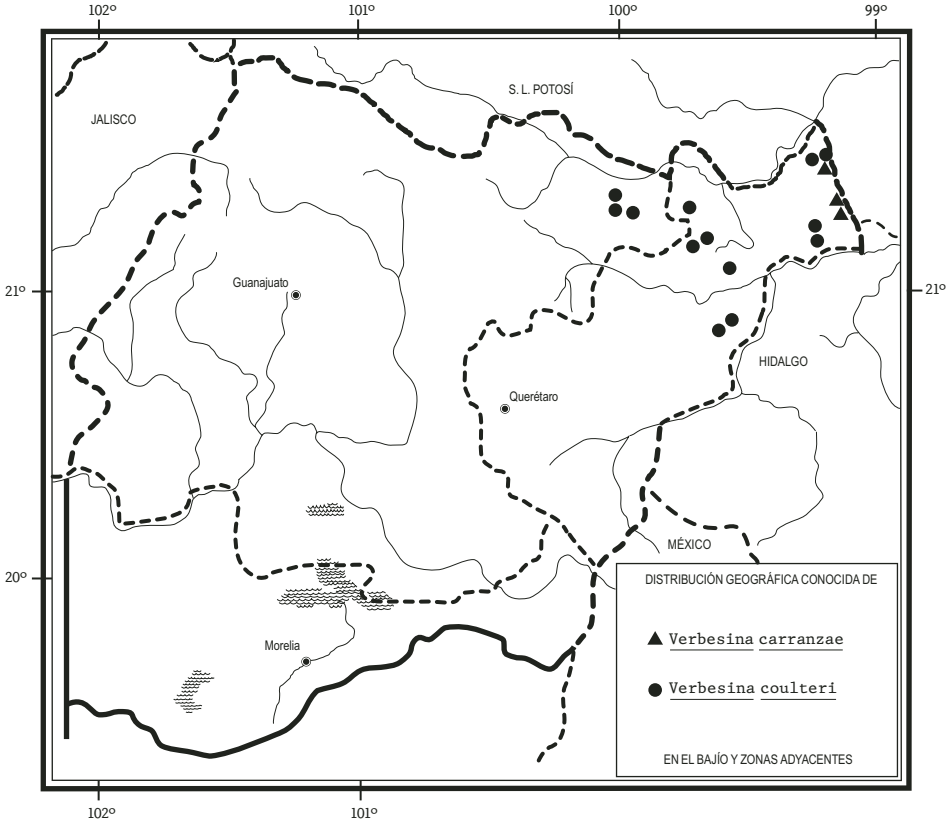 102º 101º 100º 99º
S. L. POTOSÍ
JALISCO
Guanajuato
21º 21º
HIDALGO
Querétaro
MÉXICO
20º
DISTRIBUCIÓN GEOGRÁFICA CONOCIDA DE
Verbesina carranzae
Morelia
Verbesina coulteri
EN EL BAJÍO Y ZONAS ADYACENTES
102º 101º